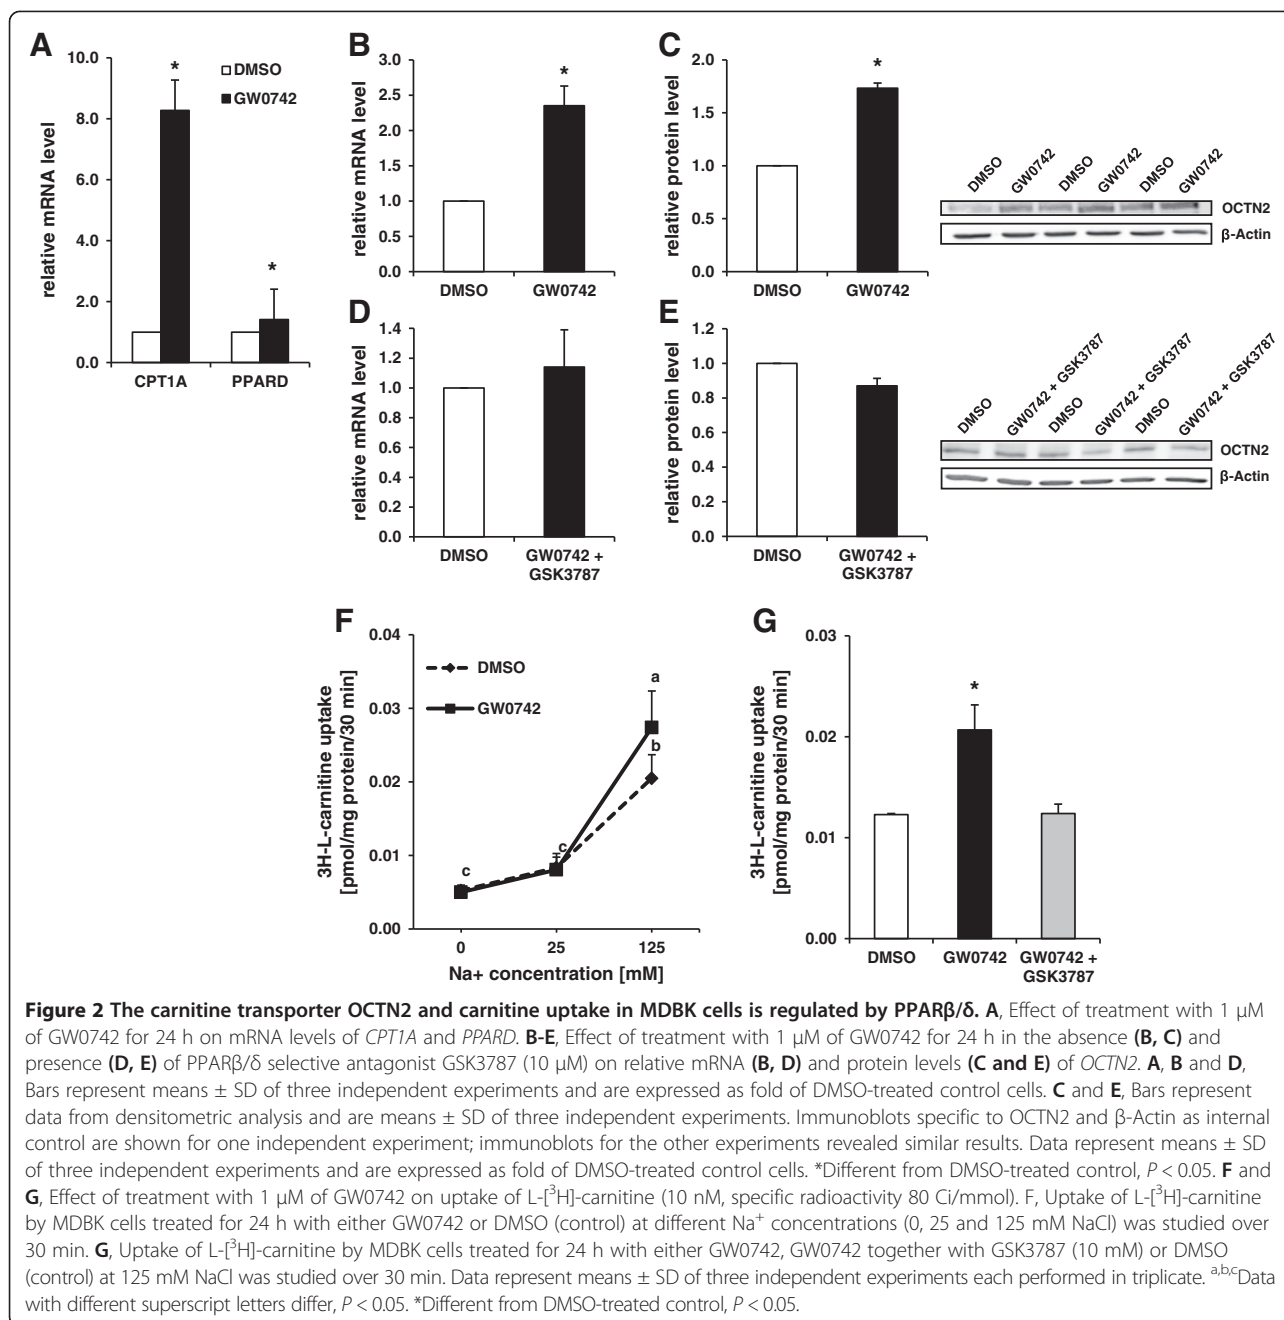 A
relative mRNA level
10.0
8.0
6.0
4.0
2.0
0.0
*
*
DMSO
GW0742
CPT1A
PPARD
B
relative mRNA level
3.0
2.5
2.0
1.5
1.0
0.5
0.0
*
DMSO
GW0742
C
relative protein level
2.0
1.5
1.0
0.5
0.0
*
DMSO
GW0742
DMSO
GW0742
DMSO
GW0742
DMSO
GW0742
OCTN2
β-Actin
D
relative mRNA level
1.4
1.2
1.0
0.8
0.6
0.4
0.2
0.0
DMSO
GW0742 +
GSK3787
E
relative protein level
1.2
1.0
0.8
0.6
0.4
0.2
0.0
DMSO
GW0742 +
GSK3787
DMSO
GW0742 + GSK3787
DMSO
GW0742 + GSK3787
DMSO
GW0742 + GSK3787
OCTN2
β-Actin
F
3H-L-carnitine uptake
[pmol/mg protein/30 min]
0.04
0.03
0.02
0.01
0.00
DMSO
GW0742
a
b
c
c
0
25
125
Na+ concentration [mM]
G
3H-L-carnitine uptake
[pmol/mg protein/30 min]
0.03
0.02
0.01
0.00
*
DMSO
GW0742
GW0742 +
GSK3787
Figure 2 The carnitine transporter OCTN2 and carnitine uptake in MDBK cells is regulated by PPARβ/δ. A, Effect of treatment with 1 μM
of GW0742 for 24 h on mRNA levels of CPT1A and PPARD. B-E, Effect of treatment with 1 μM of GW0742 for 24 h in the absence (B, C) and
presence (D, E) of PPARβ/δ selective antagonist GSK3787 (10 μM) on relative mRNA (B, D) and protein levels (C and E) of OCTN2. A, B and D,
Bars represent means ± SD of three independent experiments and are expressed as fold of DMSO-treated control cells. C and E, Bars represent
data from densitometric analysis and are means ± SD of three independent experiments. Immunoblots specific to OCTN2 and β-Actin as internal
control are shown for one independent experiment; immunoblots for the other experiments revealed similar results. Data represent means ± SD
of three independent experiments and are expressed as fold of DMSO-treated control cells. *Different from DMSO-treated control, P < 0.05. F and
G, Effect of treatment with 1 μM of GW0742 on uptake of L-[³H]-carnitine (10 nM, specific radioactivity 80 Ci/mmol). F, Uptake of L-[³H]-carnitine
by MDBK cells treated for 24 h with either GW0742 or DMSO (control) at different Na⁺ concentrations (0, 25 and 125 mM NaCl) was studied over
30 min. G, Uptake of L-[³H]-carnitine by MDBK cells treated for 24 h with either GW0742, GW0742 together with GSK3787 (10 mM) or DMSO
(control) at 125 mM NaCl was studied over 30 min. Data represent means ± SD of three independent experiments each performed in triplicate. ᵃ,ᵇ,ᶜData
with different superscript letters differ, P < 0.05. *Different from DMSO-treated control, P < 0.05.